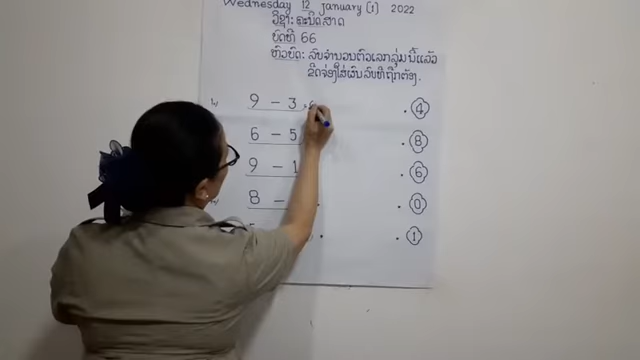 Wednesday 12 January (1) 2022
ວິຊາ: ຄະນິດສາດ
ບົດທີ 66
ຫົວບົດ: ລົບຈຳນວນຕົວເລກລຸ່ມນີ້ແລ້ວ
ຂີດຈ່ອງໃສ່ຜົນລົບທີ່ຖືກຕ້ອງ.
9 - 3 . 4
6 - 5 . 8
9 - 1 . 6
8 - . 0
. . 1